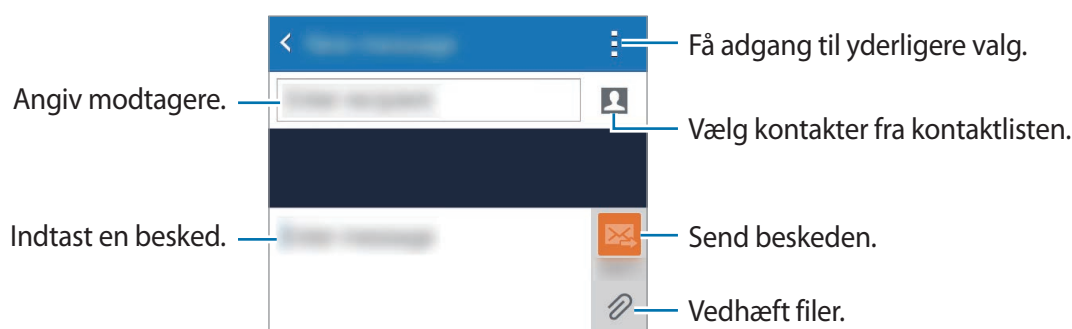 Få adgang til yderligere valg.
Angiv modtagere.
Vælg kontakter fra kontaktlisten.
Indtast en besked.
Send beskeden.
Vedhæft filer.